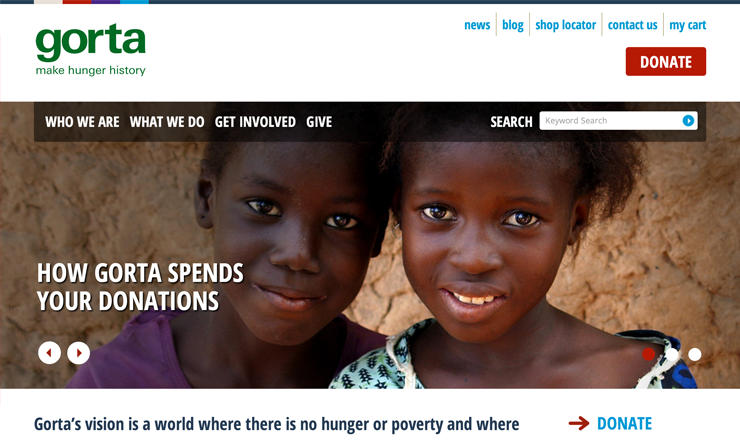 gorta
make hunger history
news
blog
shop locator
contact us
my cart
DONATE
WHO WE ARE
WHAT WE DO
GET INVOLVED
GIVE
SEARCH
Keyword Search
HOW GORTA SPENDS
YOUR DONATIONS
Gorta's vision is a world where there is no hunger or poverty and where
DONATE